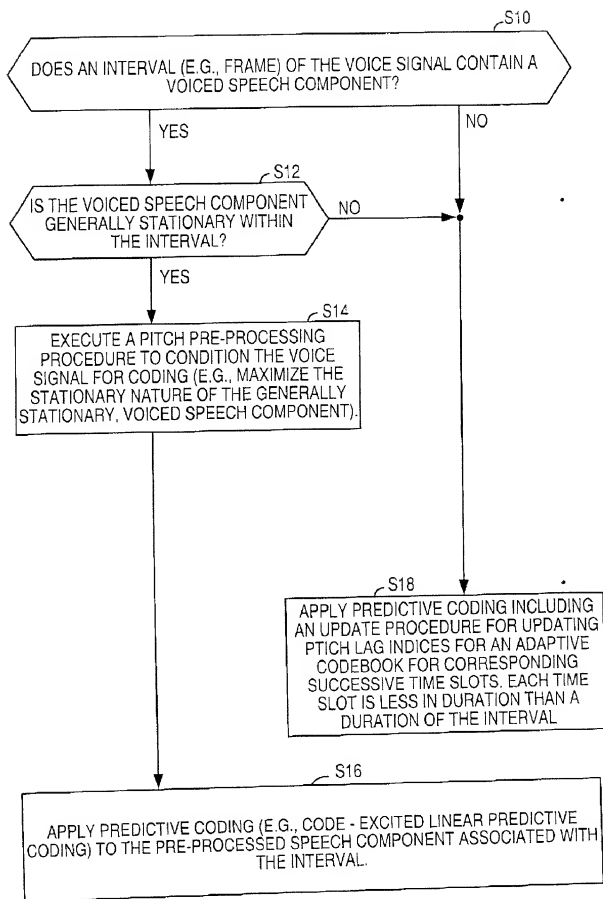 S10
DOES AN INTERVAL (E.G., FRAME) OF THE VOICE SIGNAL CONTAIN A
VOICED SPEECH COMPONENT?
YES
NO
S12
IS THE VOICED SPEECH COMPONENT
GENERALLY STATIONARY WITHIN
THE INTERVAL?
NO
YES
S14
EXECUTE A PITCH PRE-PROCESSING
PROCEDURE TO CONDITION THE VOICE
SIGNAL FOR CODING (E.G., MAXIMIZE THE
STATIONARY NATURE OF THE GENERALLY
STATIONARY, VOICED SPEECH COMPONENT).
S18
APPLY PREDICTIVE CODING INCLUDING
AN UPDATE PROCEDURE FOR UPDATING
PTICH LAG INDICES FOR AN ADAPTIVE
CODEBOOK FOR CORRESPONDING
SUCCESSIVE TIME SLOTS. EACH TIME
SLOT IS LESS IN DURATION THAN A
DURATION OF THE INTERVAL
S16
APPLY PREDICTIVE CODING (E.G., CODE - EXCITED LINEAR PREDICTIVE
CODING) TO THE PRE-PROCESSED SPEECH COMPONENT ASSOCIATED WITH
THE INTERVAL.